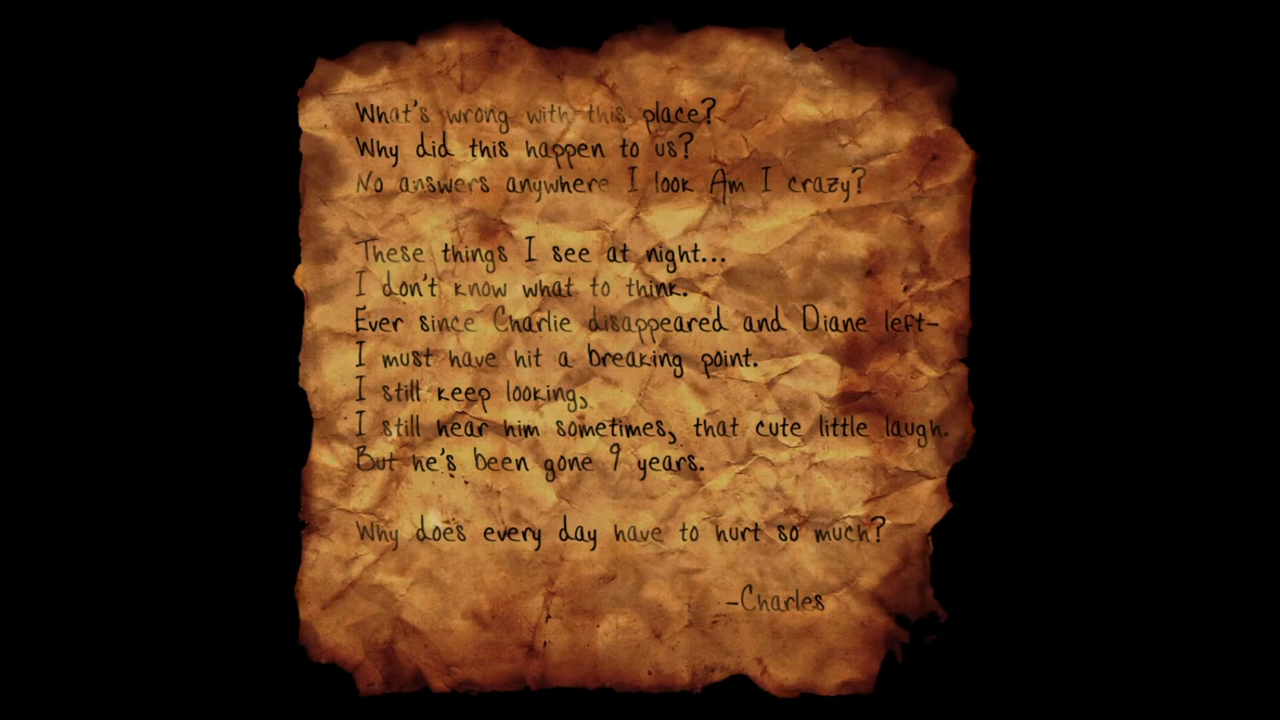 What's wrong with this place?
Why did this happen to us?
No answers anywhere I look Am I crazy?
These things I see at night...
I don't know what to think.
Ever since Charlie disappeared and Diane left-
I must have hit a breaking point.
I still keep looking,
I still hear him sometimes, that cute little laugh.
But he's been gone 9 years.
Why does every day have to hurt so much?
-Charles